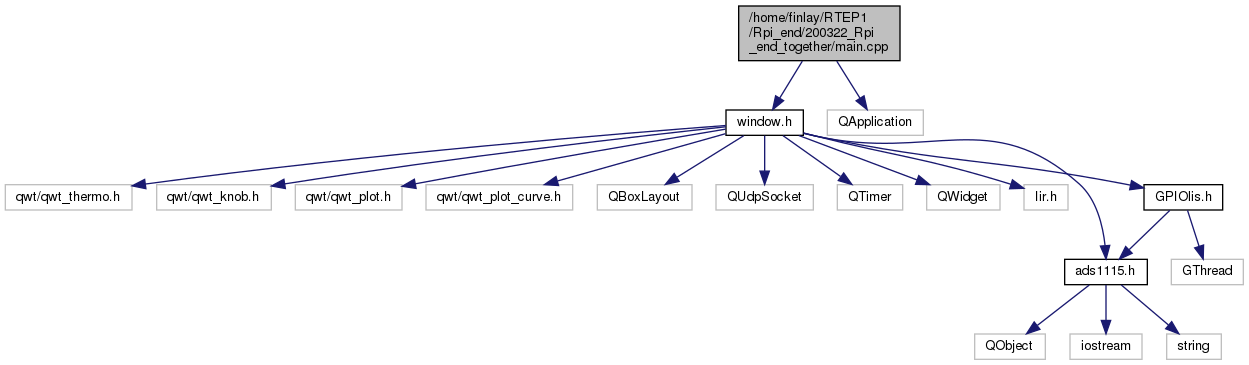 /home/finlay/RTEP1
/Rpi_end/200322_Rpi
_end_together/main.cpp
window.h
QApplication
qwt/qwt_thermo.h
qwt/qwt_knob.h
qwt/qwt_plot.h
qwt/qwt_plot_curve.h
QBoxLayout
QUdpSocket
QTimer
QWidget
Iir.h
GPIOlis.h
ads1115.h
GThread
QObject
iostream
string